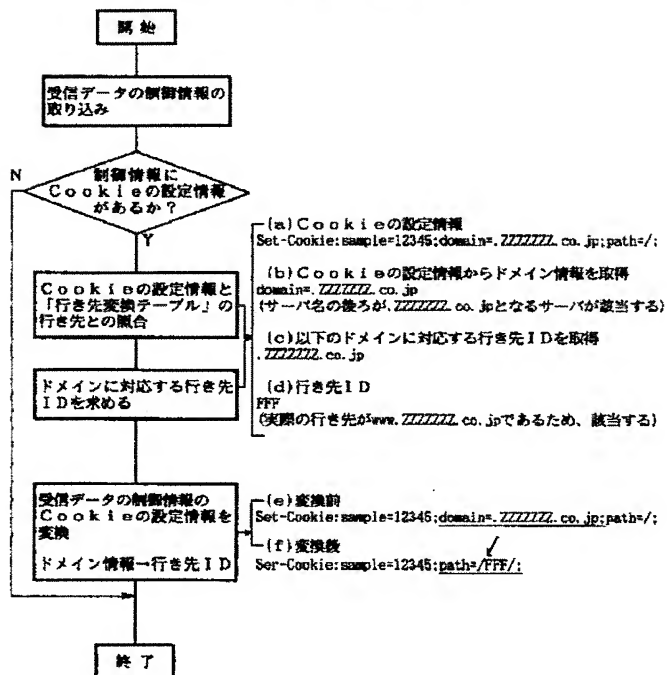 開 始
受信データの制御情報の
取り込み
N
制御情報に
Cookieの設定情報
があるか？
Y
(a)Cookieの設定情報
Set-Cookie:sample=12345;domain=.ZZZZZZZ.co.jp;path=/;
(b)Cookieの設定情報からドメイン情報を取得
domain=.ZZZZZZZ.co.jp
(サーバ名の後ろが.ZZZZZZZ.co.jpとなるサーバが該当する)
(c)以下のドメインに対応する行き先IDを取得
.ZZZZZZZ.co.jp
(d)行き先ID
FFF
(実際の行き先がwww.ZZZZZZZ.co.jpであるため、該当する)
Cookieの設定情報と
「行き先変換テーブル」の
行き先との照合
ドメインに対応する行き先
IDを求める
受信データの制御情報の
Cookieの設定情報を
変換
ドメイン情報→行き先ID
(e)変換前
Set-Cookie:sample=12345;domain=.ZZZZZZZ.co.jp;path=/;
(f)変換後
Ser-Cookie:sample=12345;path=/FFF/;
終 了